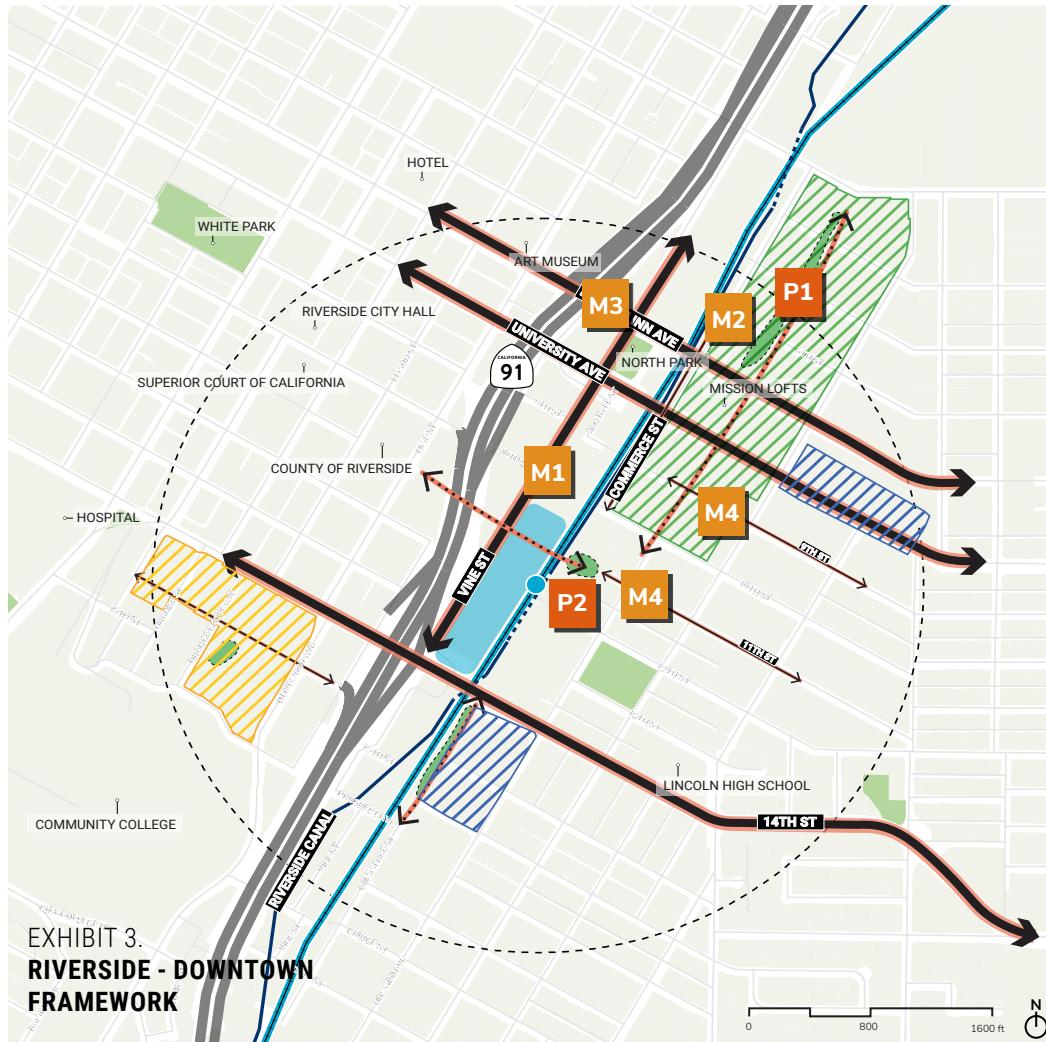 HOTEL
WHITE PARK
ART MUSEUM
P1
M3
M2
RIVERSIDE CITY HALL
INN AVE
UNIVERSITY AVE
NORTH PARK
CALIFORNIA
91
SUPERIOR COURT OF CALIFORNIA
MISSION LOFTS
COMMERCE ST
COUNTY OF RIVERSIDE
M1
HOSPITAL
M4
9TH ST
VINE ST
P2
M4
11TH ST
LINCOLN HIGH SCHOOL
14TH ST
COMMUNITY COLLEGE
RIVERSIDE CANAL
EXHIBIT 3.
RIVERSIDE - DOWNTOWN
FRAMEWORK
N
0
800
1600 ft